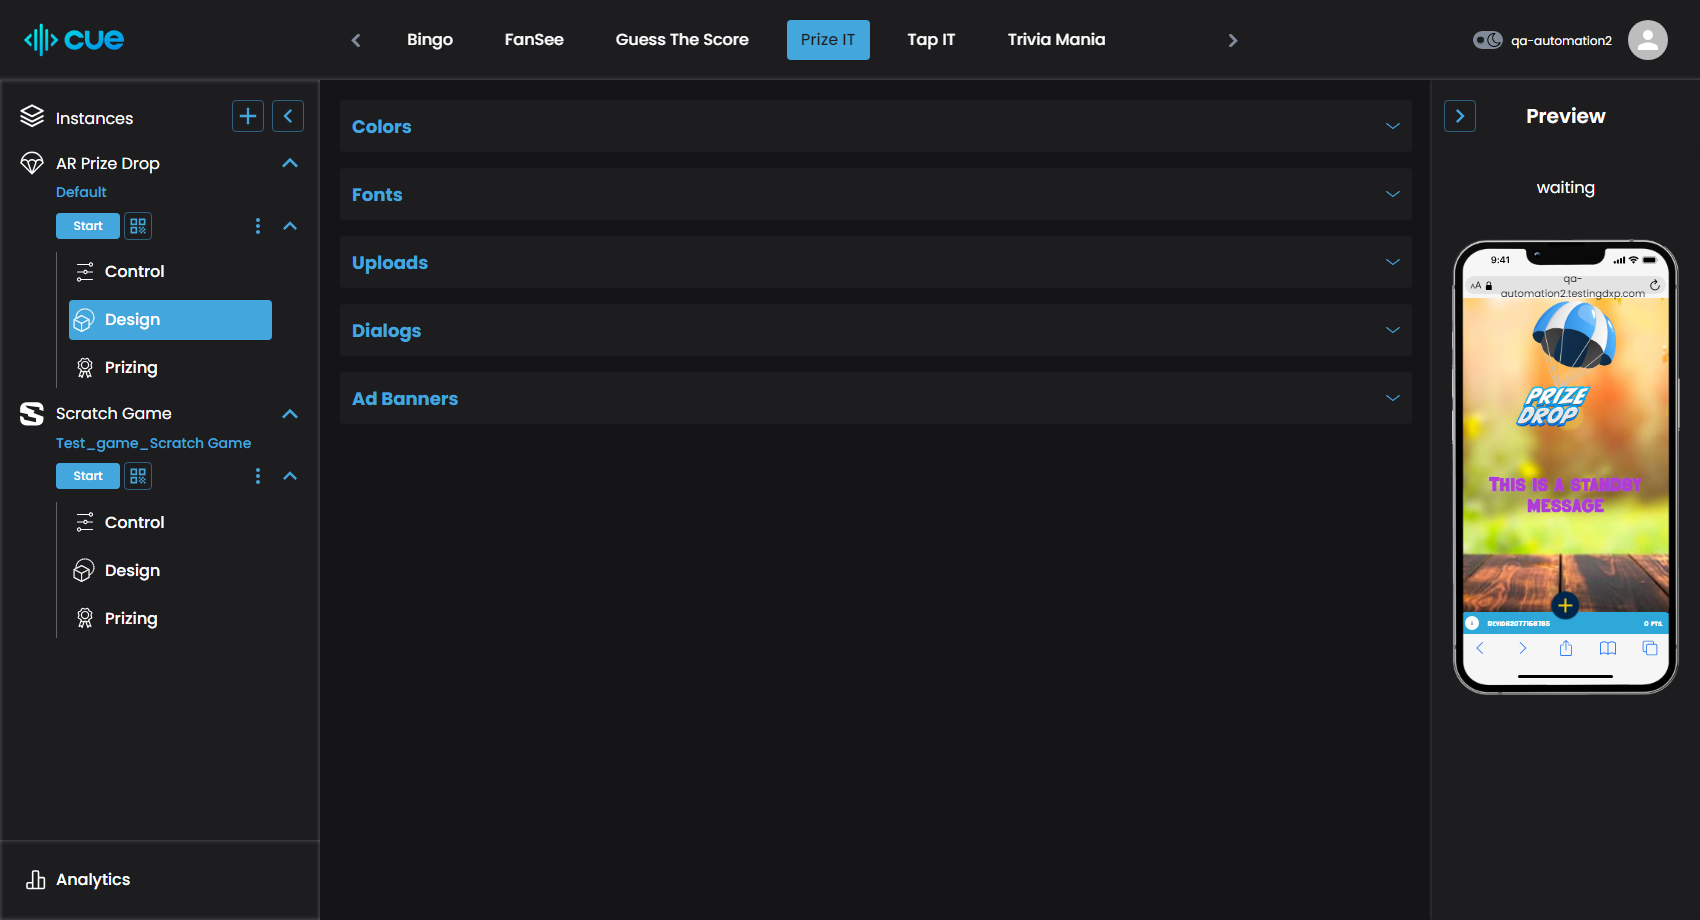 cue
Bingo
FanSee
Guess The Score
Prize IT
Tap IT
Trivia Mania
qa-automation2
Instances
AR Prize Drop
Default
Start
Control
Design
Prizing
Scratch Game
Test_game_Scratch Game
Start
Control
Design
Prizing
Analytics
Colors
Fonts
Uploads
Dialogs
Ad Banners
Preview
waiting
9:41
AA
qa-
automation2.testingdxp.com
PRIZE
DROP
THIS IS A STANDBY
MESSAGE
0 PTS.